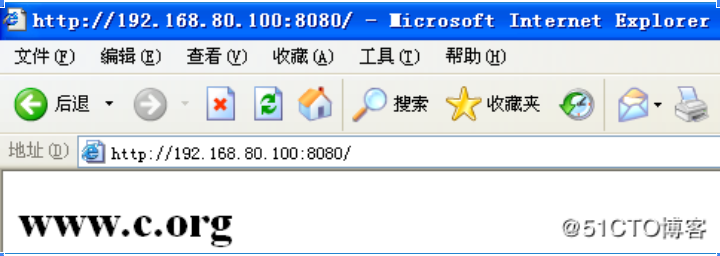 http://192.168.80.100:8080/ - Microsoft Internet Explorer
文件(F) 编辑(E) 查看(V) 收藏(A) 工具(T) 帮助(H)
后退 搜索 收藏夹
地址(D) http://192.168.80.100:8080/
www.c.org
@51CTO博客